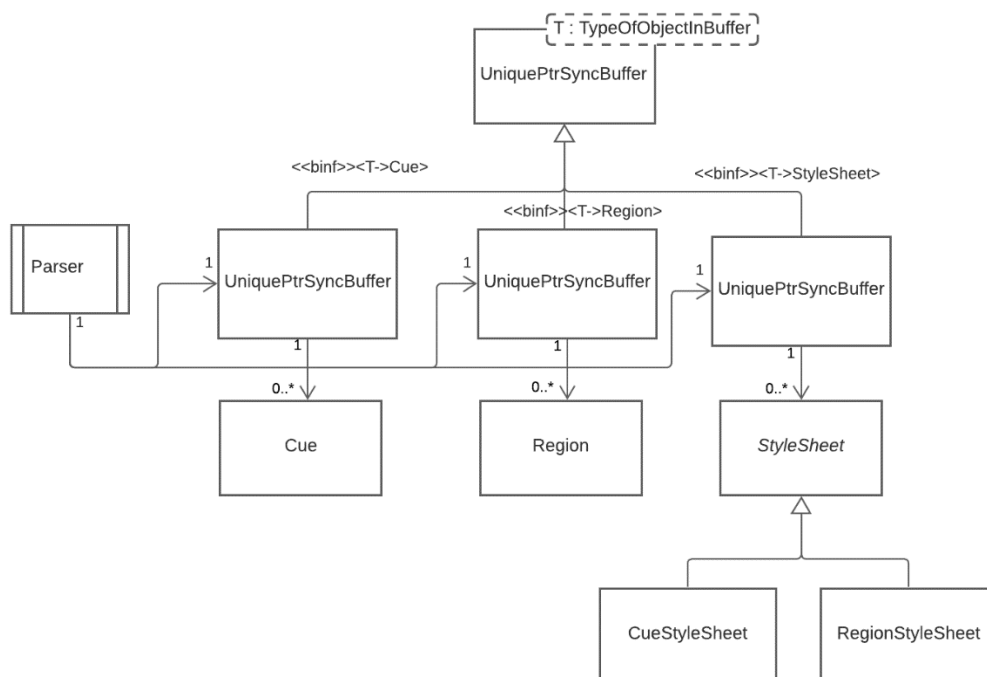 T : TypeOfObjectInBuffer
UniquePtrSyncBuffer
<<binf>><T->Cue>
<<binf>><T->StyleSheet>
<<binf>><T->Region>
Parser
1
1
1
1
UniquePtrSyncBuffer
UniquePtrSyncBuffer
UniquePtrSyncBuffer
1
1
1
0..*
0..*
0..*
Cue
Region
StyleSheet
CueStyleSheet
RegionStyleSheet